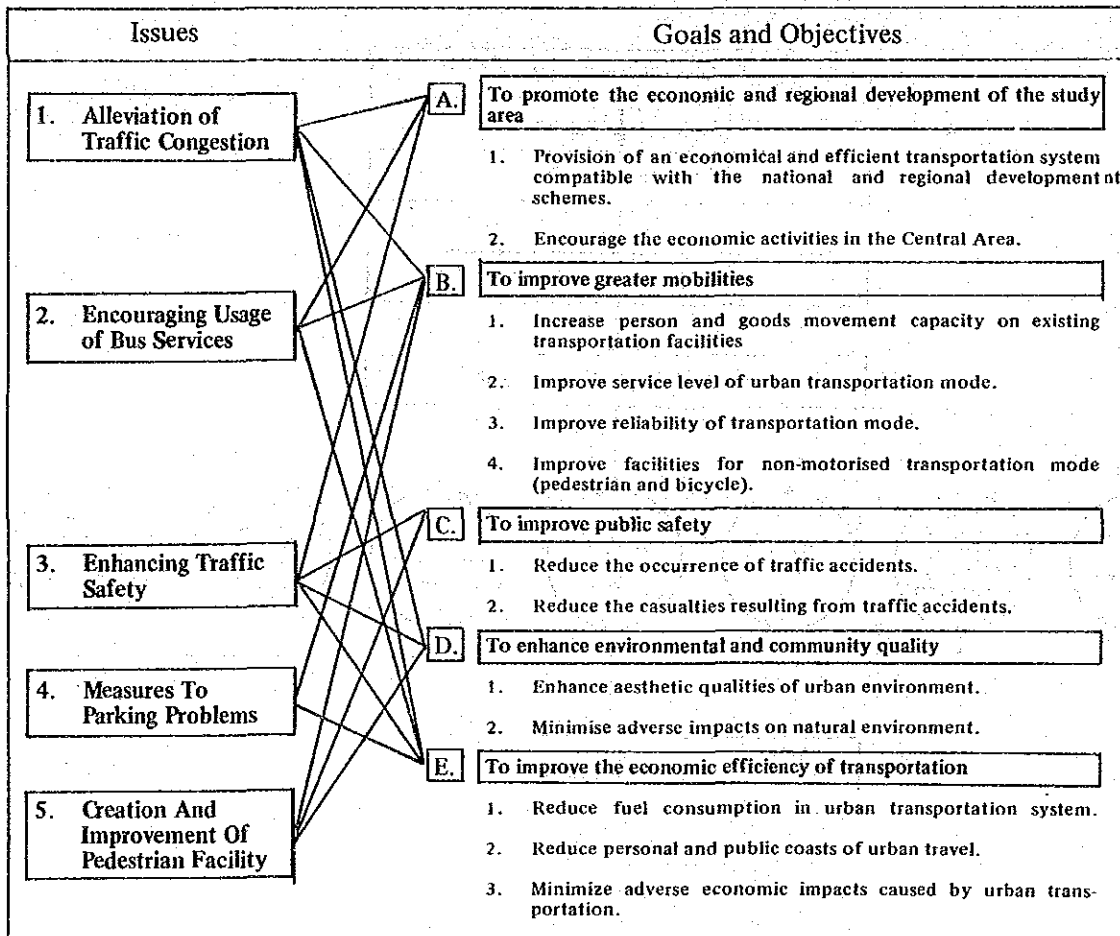 Issues
Goals and Objectives
1. Alleviation of
Traffic Congestion
2. Encouraging Usage
of Bus Services
3. Enhancing Traffic
Safety
4. Measures To
Parking Problems
5. Creation And
Improvement Of
Pedestrian Facility
A. To promote the economic and regional development of the study
area
1. Provision of an economical and efficient transportation system
compatible with the national and regional development nt
schemes.
2. Encourage the economic activities in the Central Area.
B. To improve greater mobilities
1. Increase person and goods movement capacity on existing
transportation facilities
2. Improve service level of urban transportation mode.
3. Improve reliability of transportation mode.
4. Improve facilities for non-motorised transportation mode
(pedestrian and bicycle).
C. To improve public safety
1. Reduce the occurrence of traffic accidents.
2. Reduce the casualties resulting from traffic accidents.
D. To enhance environmental and community quality
1. Enhance aesthetic qualities of urban environment.
2. Minimise adverse impacts on natural environment.
E. To improve the economic efficiency of transportation
1. Reduce fuel consumption in urban transportation system.
2. Reduce personal and public coasts of urban travel.
3. Minimize adverse economic impacts caused by urban trans-
portation.